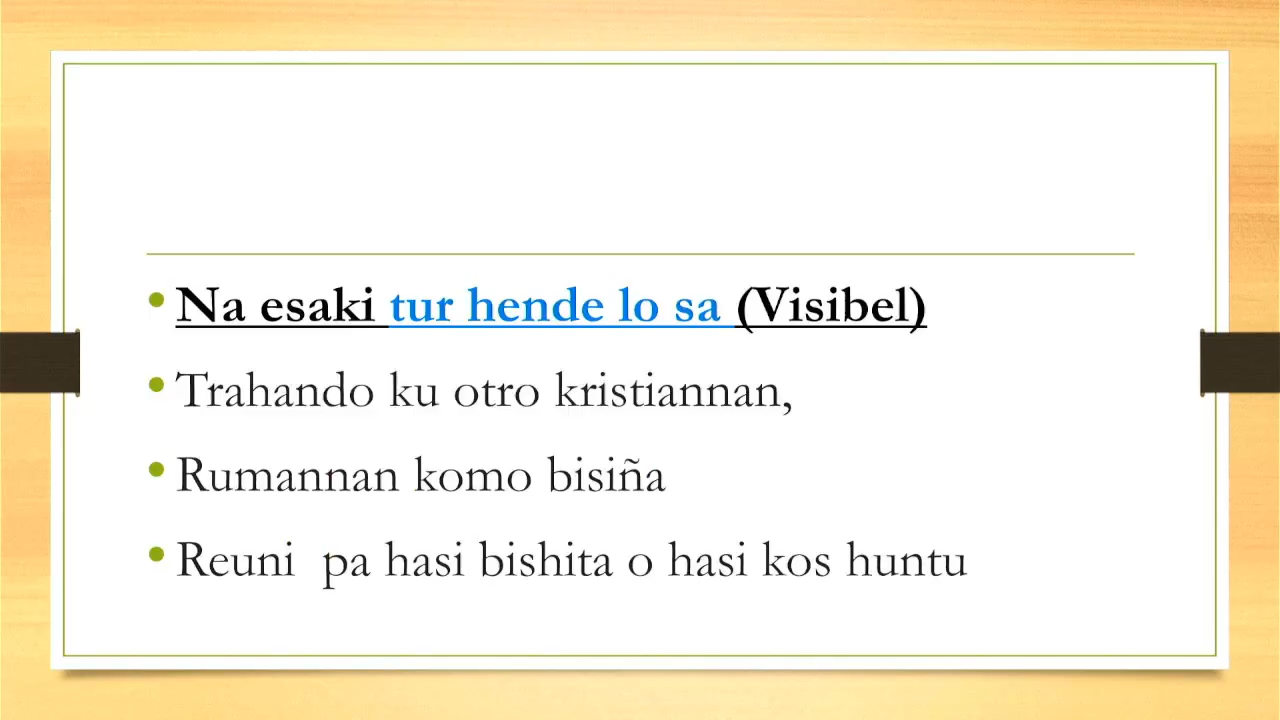 • Na esaki tur hende lo sa (Visibel)
• Trahando ku otro kristiannan,
• Rumannan komo bisiña
• Reuni pa hasi bishita o hasi kos huntu